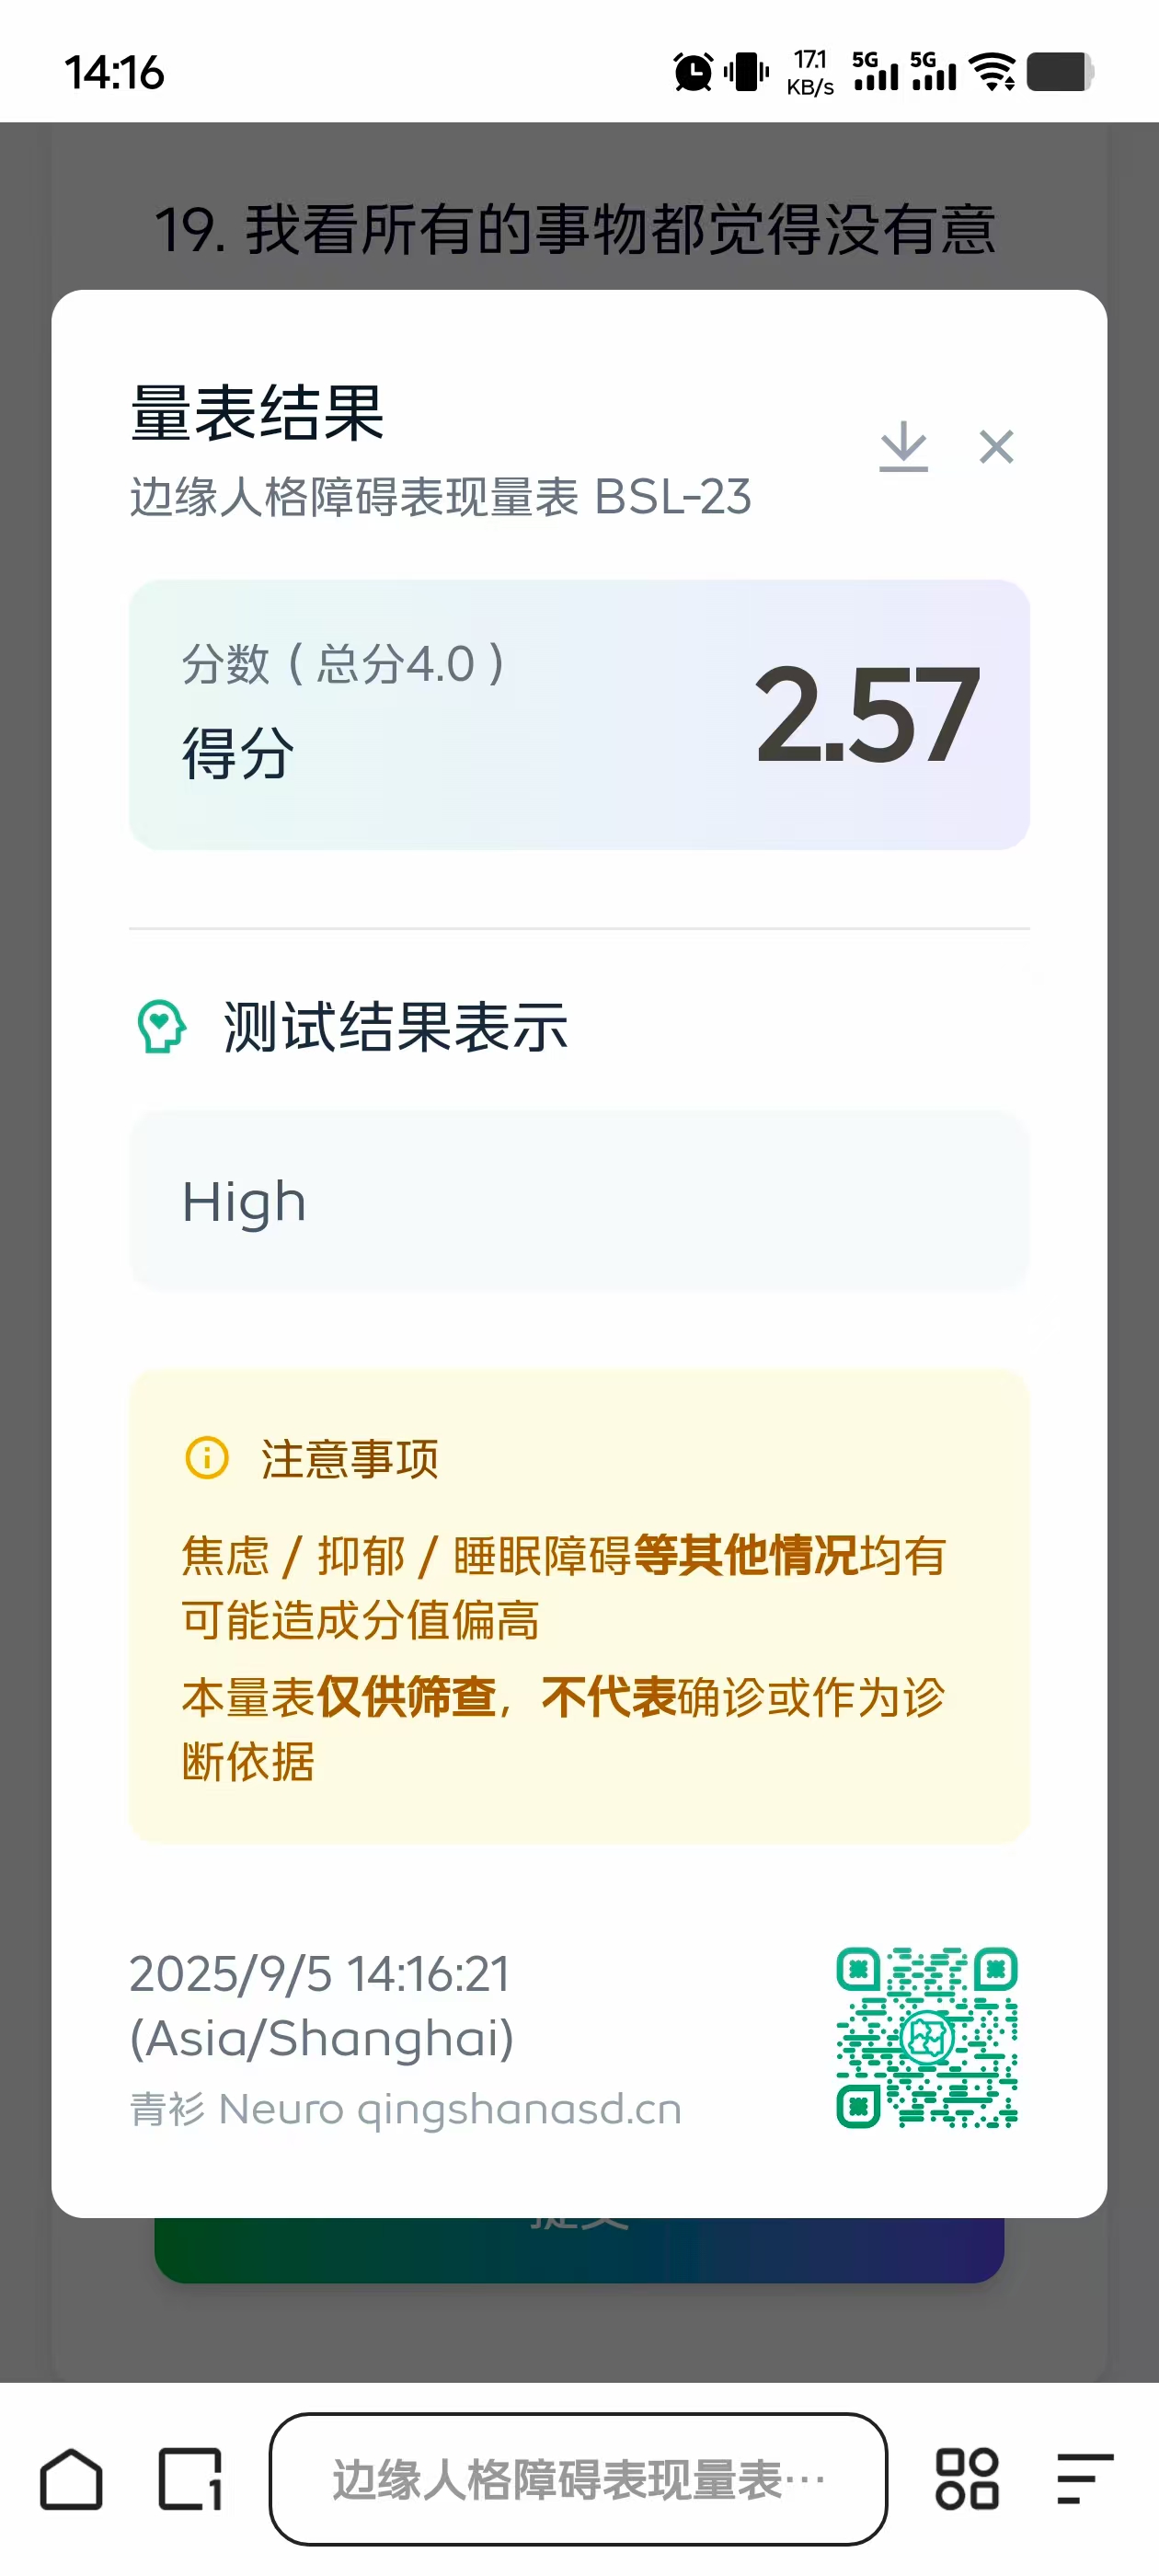 14:16
17.1
KB/s
5G
5G
19. 我看所有的事物都觉得没有意
量表结果
边缘人格障碍表现量表 BSL-23
分数（总分4.0）
得分
2.57
测试结果表示
High
注意事项
焦虑 / 抑郁 / 睡眠障碍等其他情况均有
可能造成分值偏高
本量表仅供筛查，不代表确诊或作为诊
断依据
2025/9/5 14:16:21
(Asia/Shanghai)
青衫 Neuro qingshanasd.cn
提交
1
边缘人格障碍表现量表…